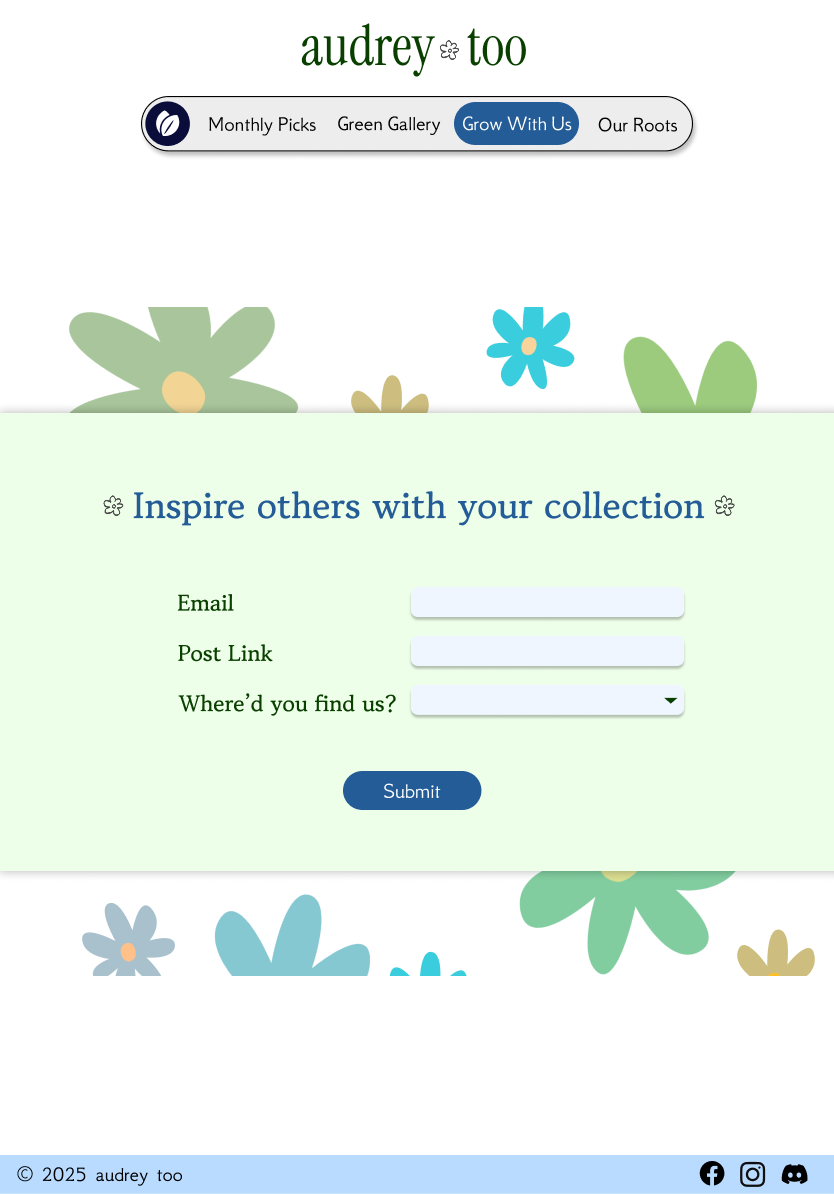 audrey too
Monthly Picks Green Gallery Grow With Us Our Roots
Inspire others with your collection
Email
Post Link
Where’d you find us?
Submit
© 2025 audrey too